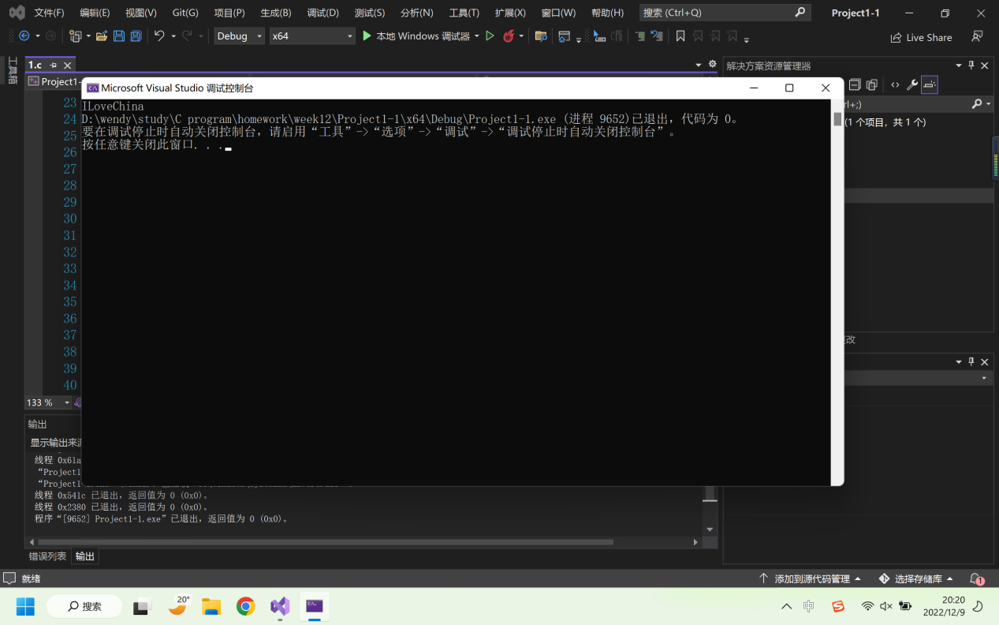 文件(F) 编辑(E) 视图(V) Git(G) 项目(P) 生成(B) 调试(D) 测试(S) 分析(N) 工具(T) 扩展(X) 窗口(W) 帮助(H) 搜索 (Ctrl+Q) Project1-1
Debug x64 本地 Windows 调试器 Live Share
工具箱
1.c 解决方案资源管理器
Project1-
Microsoft Visual Studio 调试控制台
23
24
25
26
27
28
29
30
31
32
33
34
35
36
37
38
39
40
ILoveChina
D:\wendy\study\C program\homework\week12\Project1-1\x64\Debug\Project1-1.exe (进程 9652)已退出，代码为 0。
要在调试停止时自动关闭控制台，请启用“工具”->“选项”->“调试”->“调试停止时自动关闭控制台”。
按任意键关闭此窗口. . .
rl+;)
(1 个项目，共 1 个)
133 %
输出
显示输出来
线程 0x61a
“Project1
“Project1
线程 0x541c 已退出，返回值为 0 (0x0)。
线程 0x2380 已退出，返回值为 0 (0x0)。
程序“[9652] Project1-1.exe”已退出，返回值为 0 (0x0)。
错误列表 输出
就绪 添加到源代码管理 选择存储库 1
搜索 20° 中 20:20
2022/12/9